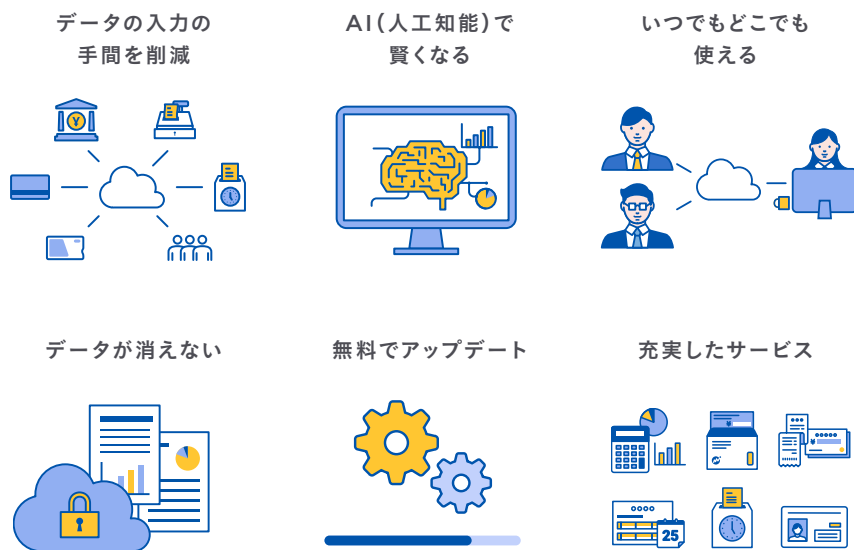 データの入力の
手間を削減
AI(人工知能)で
賢くなる
いつでもどこでも
使える
¥
データが消えない
無料でアップデート
充実したサービス
25